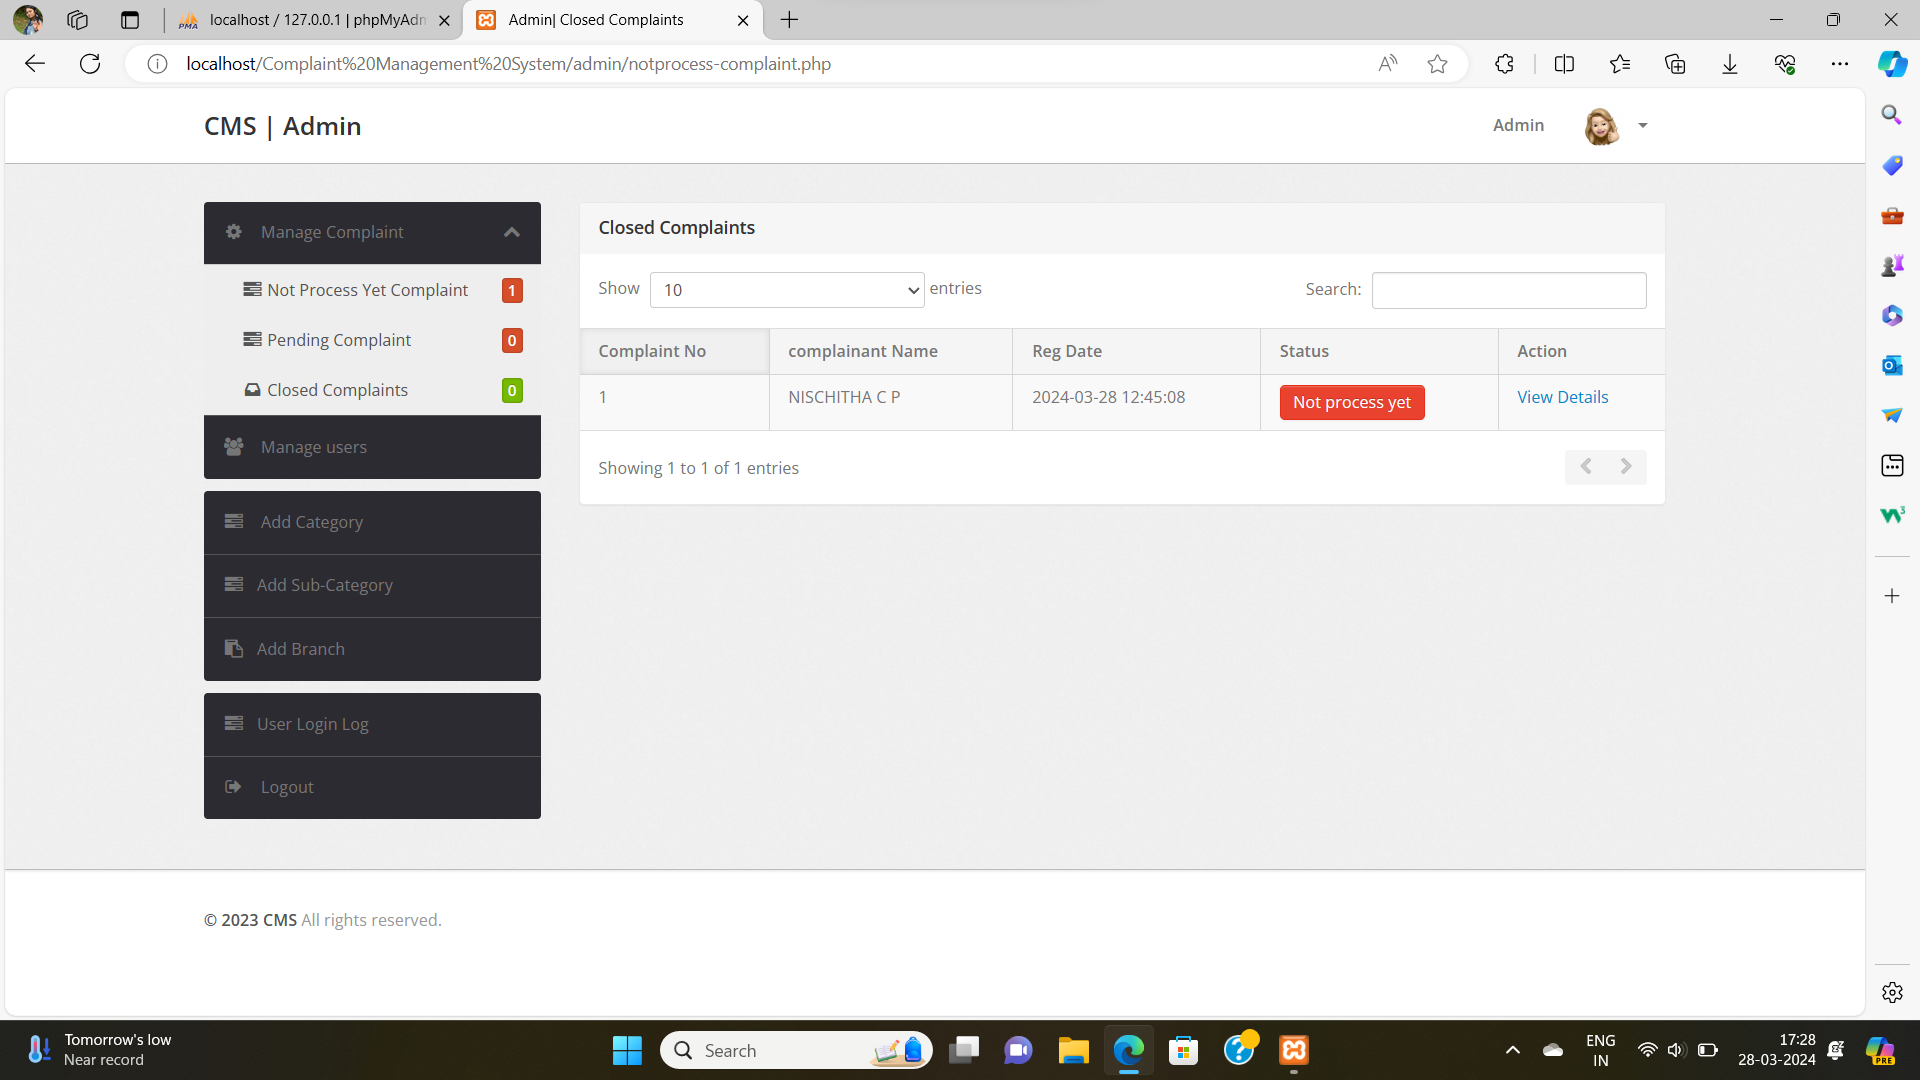 localhost / 127.0.0.1 | phpMyAdm
Admin| Closed Complaints
localhost/Complaint%20Management%20System/admin/notprocess-complaint.php
CMS | Admin
Admin
Manage Complaint
Not Process Yet Complaint 1
Pending Complaint 0
Closed Complaints 0
Manage users
Add Category
Add Sub-Category
Add Branch
User Login Log
Logout
Closed Complaints
Show 10 entries
Search:
Complaint No complainant Name Reg Date Status Action
1 NISCHITHA C P 2024-03-28 12:45:08 Not process yet View Details
Showing 1 to 1 of 1 entries
© 2023 CMS All rights reserved.
Tomorrow's low
Near record
Search
ENG
IN
17:28
28-03-2024
PRE